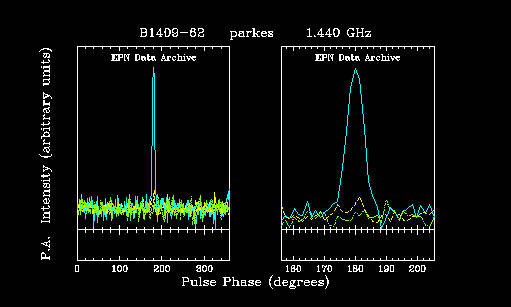 B1409-62 parkes 1.440 GHz
EPN Data Archive EPN Data Archive
P.A. Intensity (arbitrary units)
0 100 200 300 160 170 180 190 200
Pulse Phase (degrees)